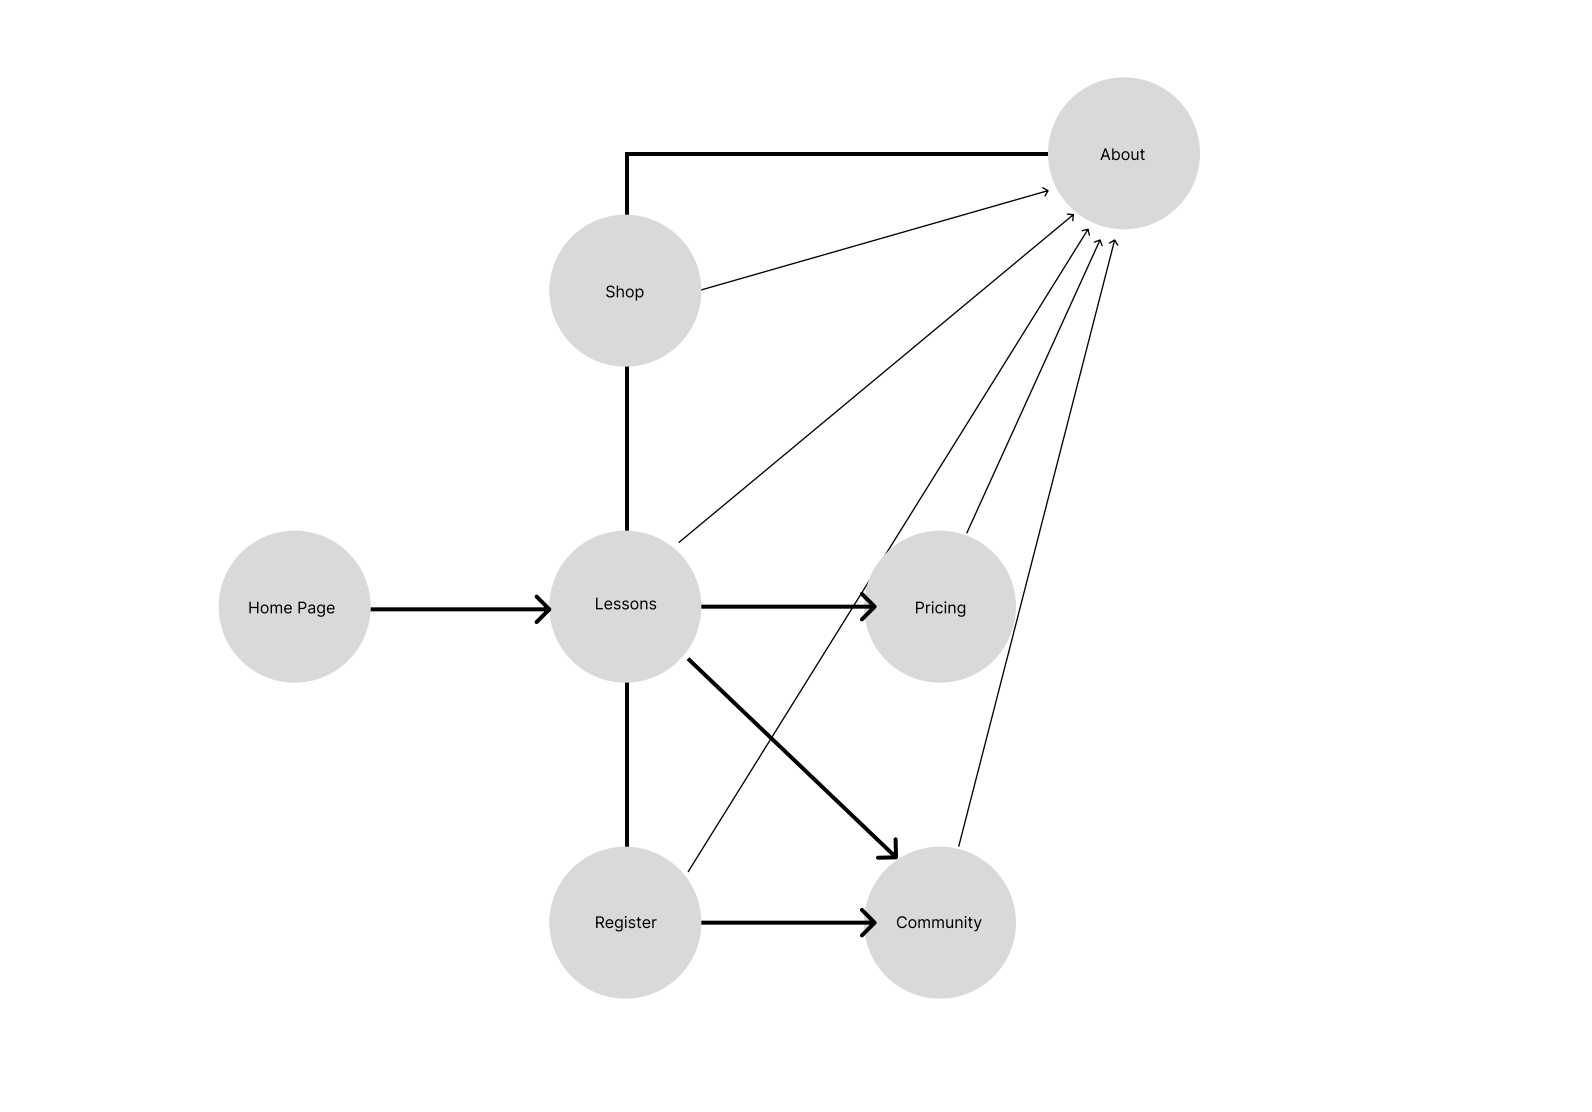 About
Shop
Home Page
Lessons
Pricing
Register
Community